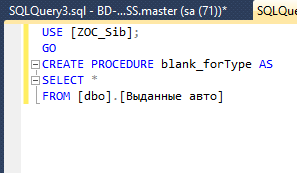 SQLQuery3.sql - BD-...SS.master (sa (71))* SQLQue
USE [ZOC_Sib];
GO
CREATE PROCEDURE blank_forType AS
SELECT *
FROM [dbo].[Выданные авто]